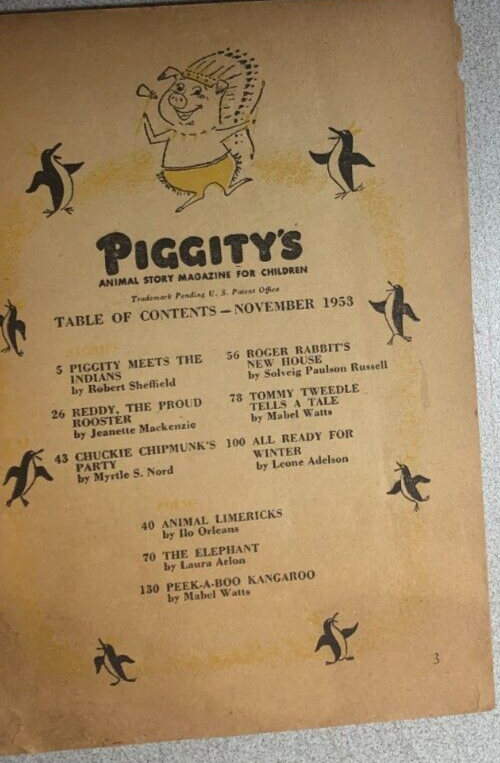 PIGGITY'S
ANIMAL STORY MAGAZINE FOR CHILDREN
Trademark Pending U. S. Patent Office
TABLE OF CONTENTS — NOVEMBER 1953
STORIES
5 PIGGITY MEETS THE
INDIANS
by Robert Sheffield
26 REDDY, THE PROUD
ROOSTER
by Jeanette Mackenzie
43 CHUCKIE CHIPMUNK'S
PARTY
by Myrtle S. Nord
56 ROGER RABBIT'S
NEW HOUSE
by Solveig Paulson Russell
78 TOMMY TWEEDLE
TELLS A TALE
by Mabel Watts
100 ALL READY FOR
WINTER
by Leone Adelson
POEMS
40 ANIMAL LIMERICKS
by Ilo Orleans
70 THE ELEPHANT
by Laura Arlon
130 PEEK-A-BOO KANGAROO
by Mabel Watts
3